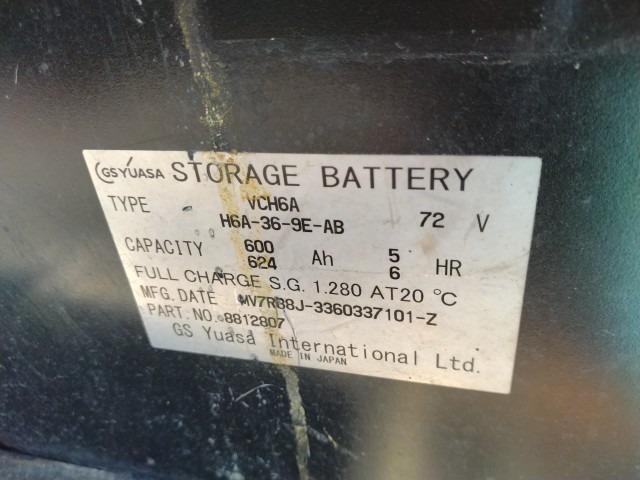 GSYUASA STORAGE BATTERY
TYPE VCH6A
H6A-36-9E-AB 72 V
CAPACITY 600 Ah 5 HR
624 6
FULL CHARGE S.G. 1.280 AT20 °C
MFG. DATE MV7R38J-3360337101-Z
PART.NO.8812807
GS Yuasa International Ltd.
MADE IN JAPAN